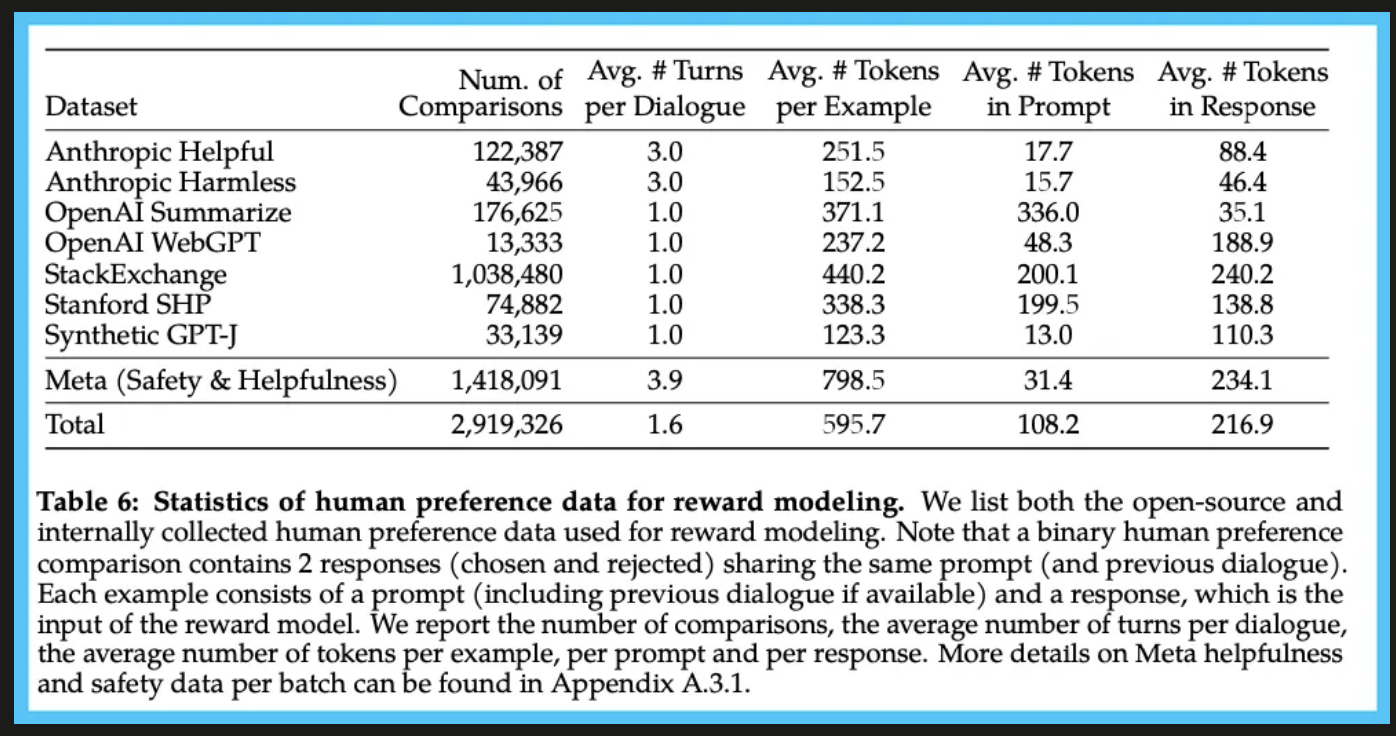 Dataset Num. of Comparisons Avg. # Turns per Dialogue Avg. # Tokens per Example Avg. # Tokens in Prompt Avg. # Tokens in Response
Anthropic Helpful 122,387 3.0 251.5 17.7 88.4
Anthropic Harmless 43,966 3.0 152.5 15.7 46.4
OpenAI Summarize 176,625 1.0 371.1 336.0 35.1
OpenAI WebGPT 13,333 1.0 237.2 48.3 188.9
StackExchange 1,038,480 1.0 440.2 200.1 240.2
Stanford SHP 74,882 1.0 338.3 199.5 138.8
Synthetic GPT-J 33,139 1.0 123.3 13.0 110.3
Meta (Safety & Helpfulness) 1,418,091 3.9 798.5 31.4 234.1
Total 2,919,326 1.6 595.7 108.2 216.9
Table 6: Statistics of human preference data for reward modeling. We list both the open-source and
internally collected human preference data used for reward modeling. Note that a binary human preference
comparison contains 2 responses (chosen and rejected) sharing the same prompt (and previous dialogue).
Each example consists of a prompt (including previous dialogue if available) and a response, which is the
input of the reward model. We report the number of comparisons, the average number of turns per dialogue,
the average number of tokens per example, per prompt and per response. More details on Meta helpfulness
and safety data per batch can be found in Appendix A.3.1.